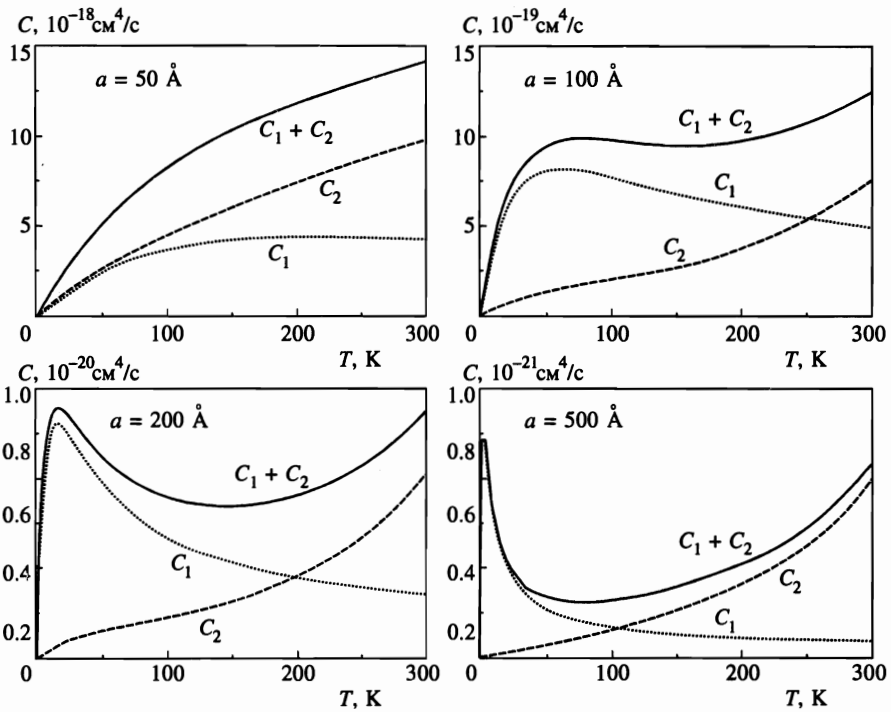 C, 10⁻¹⁸см⁴/с
15
10
5
a = 50 Å
C₁ + C₂
C₂
C₁
0
100
200
300
T, K
C, 10⁻¹⁹см⁴/с
15
10
5
a = 100 Å
C₁ + C₂
C₁
C₂
0
100
200
300
T, K
C, 10⁻²⁰см⁴/с
1.0
0.8
0.6
0.4
0.2
a = 200 Å
C₁ + C₂
C₁
C₂
0
100
200
300
T, K
C, 10⁻²¹см⁴/с
1.0
0.8
0.6
0.4
0.2
a = 500 Å
C₁ + C₂
C₂
C₁
0
100
200
300
T, K